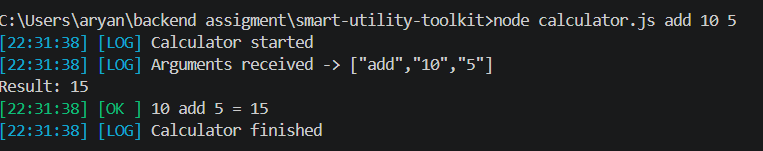 C:\Users\aryan\backend assigment\smart-utility-toolkit>node calculator.js add 10 5
[22:31:38] [LOG] Calculator started
[22:31:38] [LOG] Arguments received -> ["add","10","5"]
Result: 15
[22:31:38] [OK ] 10 add 5 = 15
[22:31:38] [LOG] Calculator finished